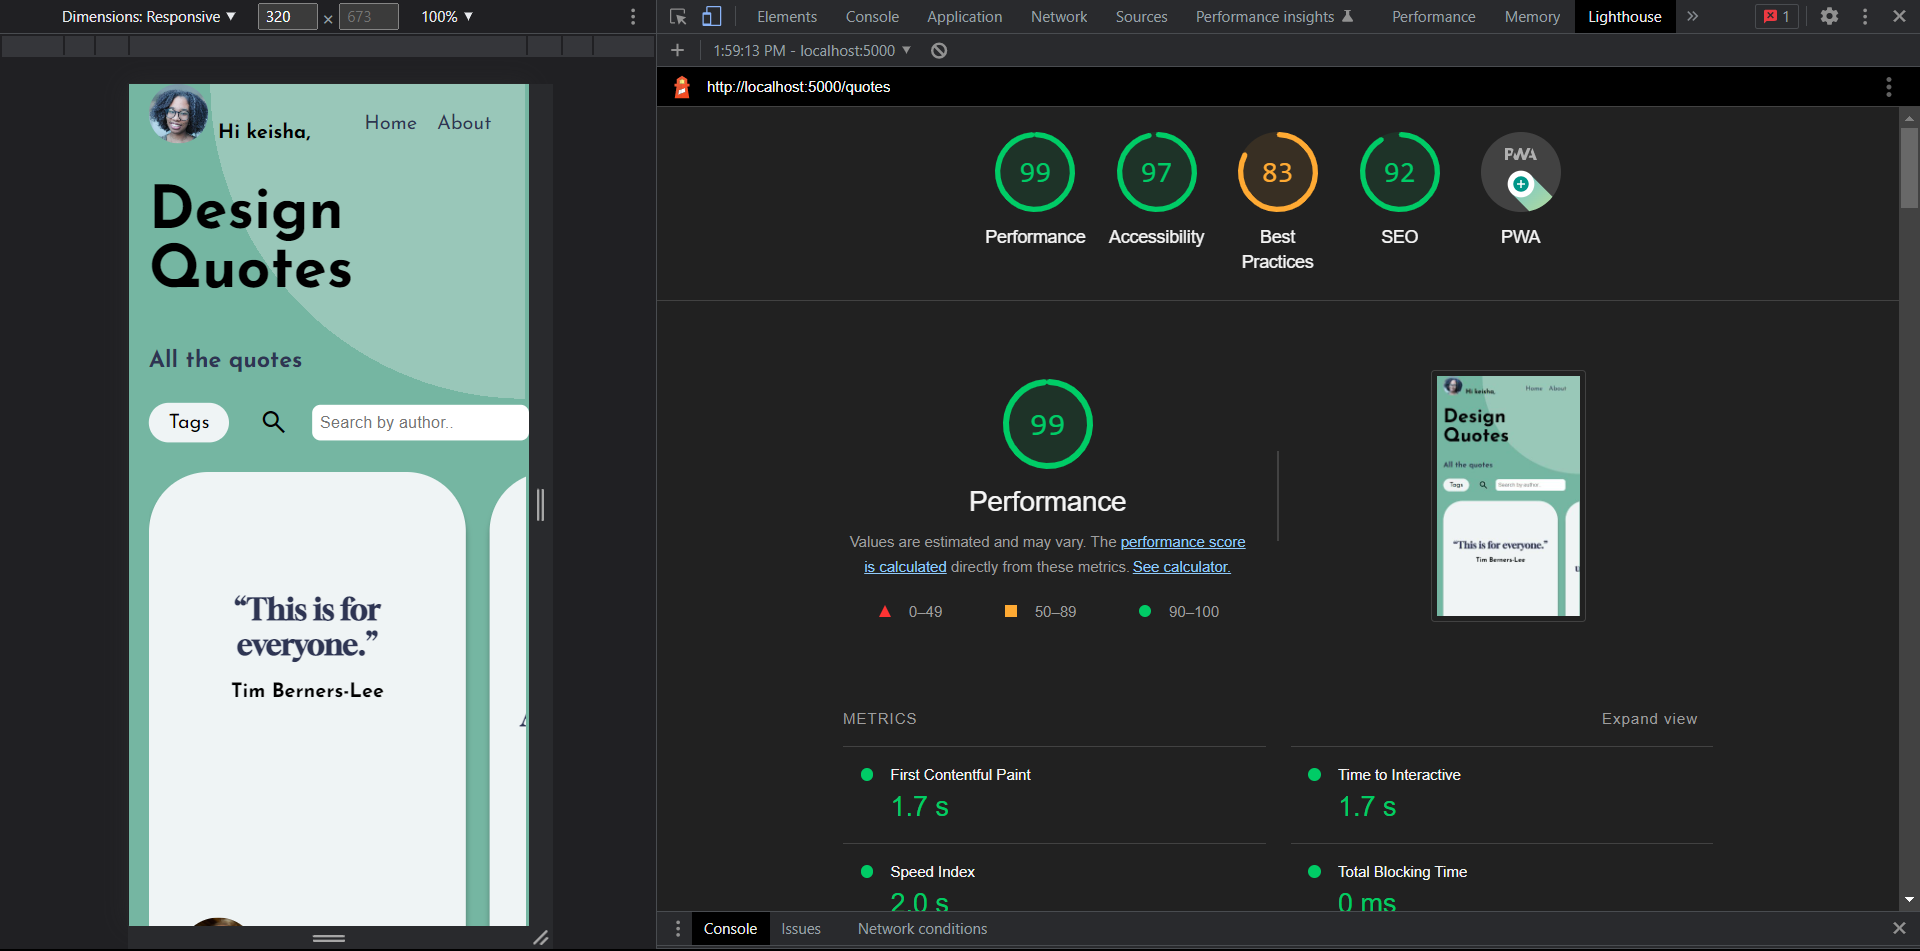 Dimensions: Responsive ▼ 320 × 673 100% ▼
Elements Console Application Network Sources Performance insights Performance Memory Lighthouse » 1
1:59:13 PM - localhost:5000 ▼
http://localhost:5000/quotes
Hi keisha,
Home About
Design
Quotes
All the quotes
Tags
Search by author..
“This is for
everyone.”
Tim Berners-Lee
99 97 83 92 PWA
Performance Accessibility Best Practices SEO PWA
99
Performance
Values are estimated and may vary. The performance score
is calculated directly from these metrics. See calculator.
0–49 50–89 90–100
Hi keisha,
Home About
Design
Quotes
All the quotes
Tags
Search by author..
“This is for everyone.”
Tim Berners-Lee
METRICS Expand view
First Contentful Paint
1.7 s
Time to Interactive
1.7 s
Speed Index
2.0 s
Total Blocking Time
0 ms
Console Issues Network conditions